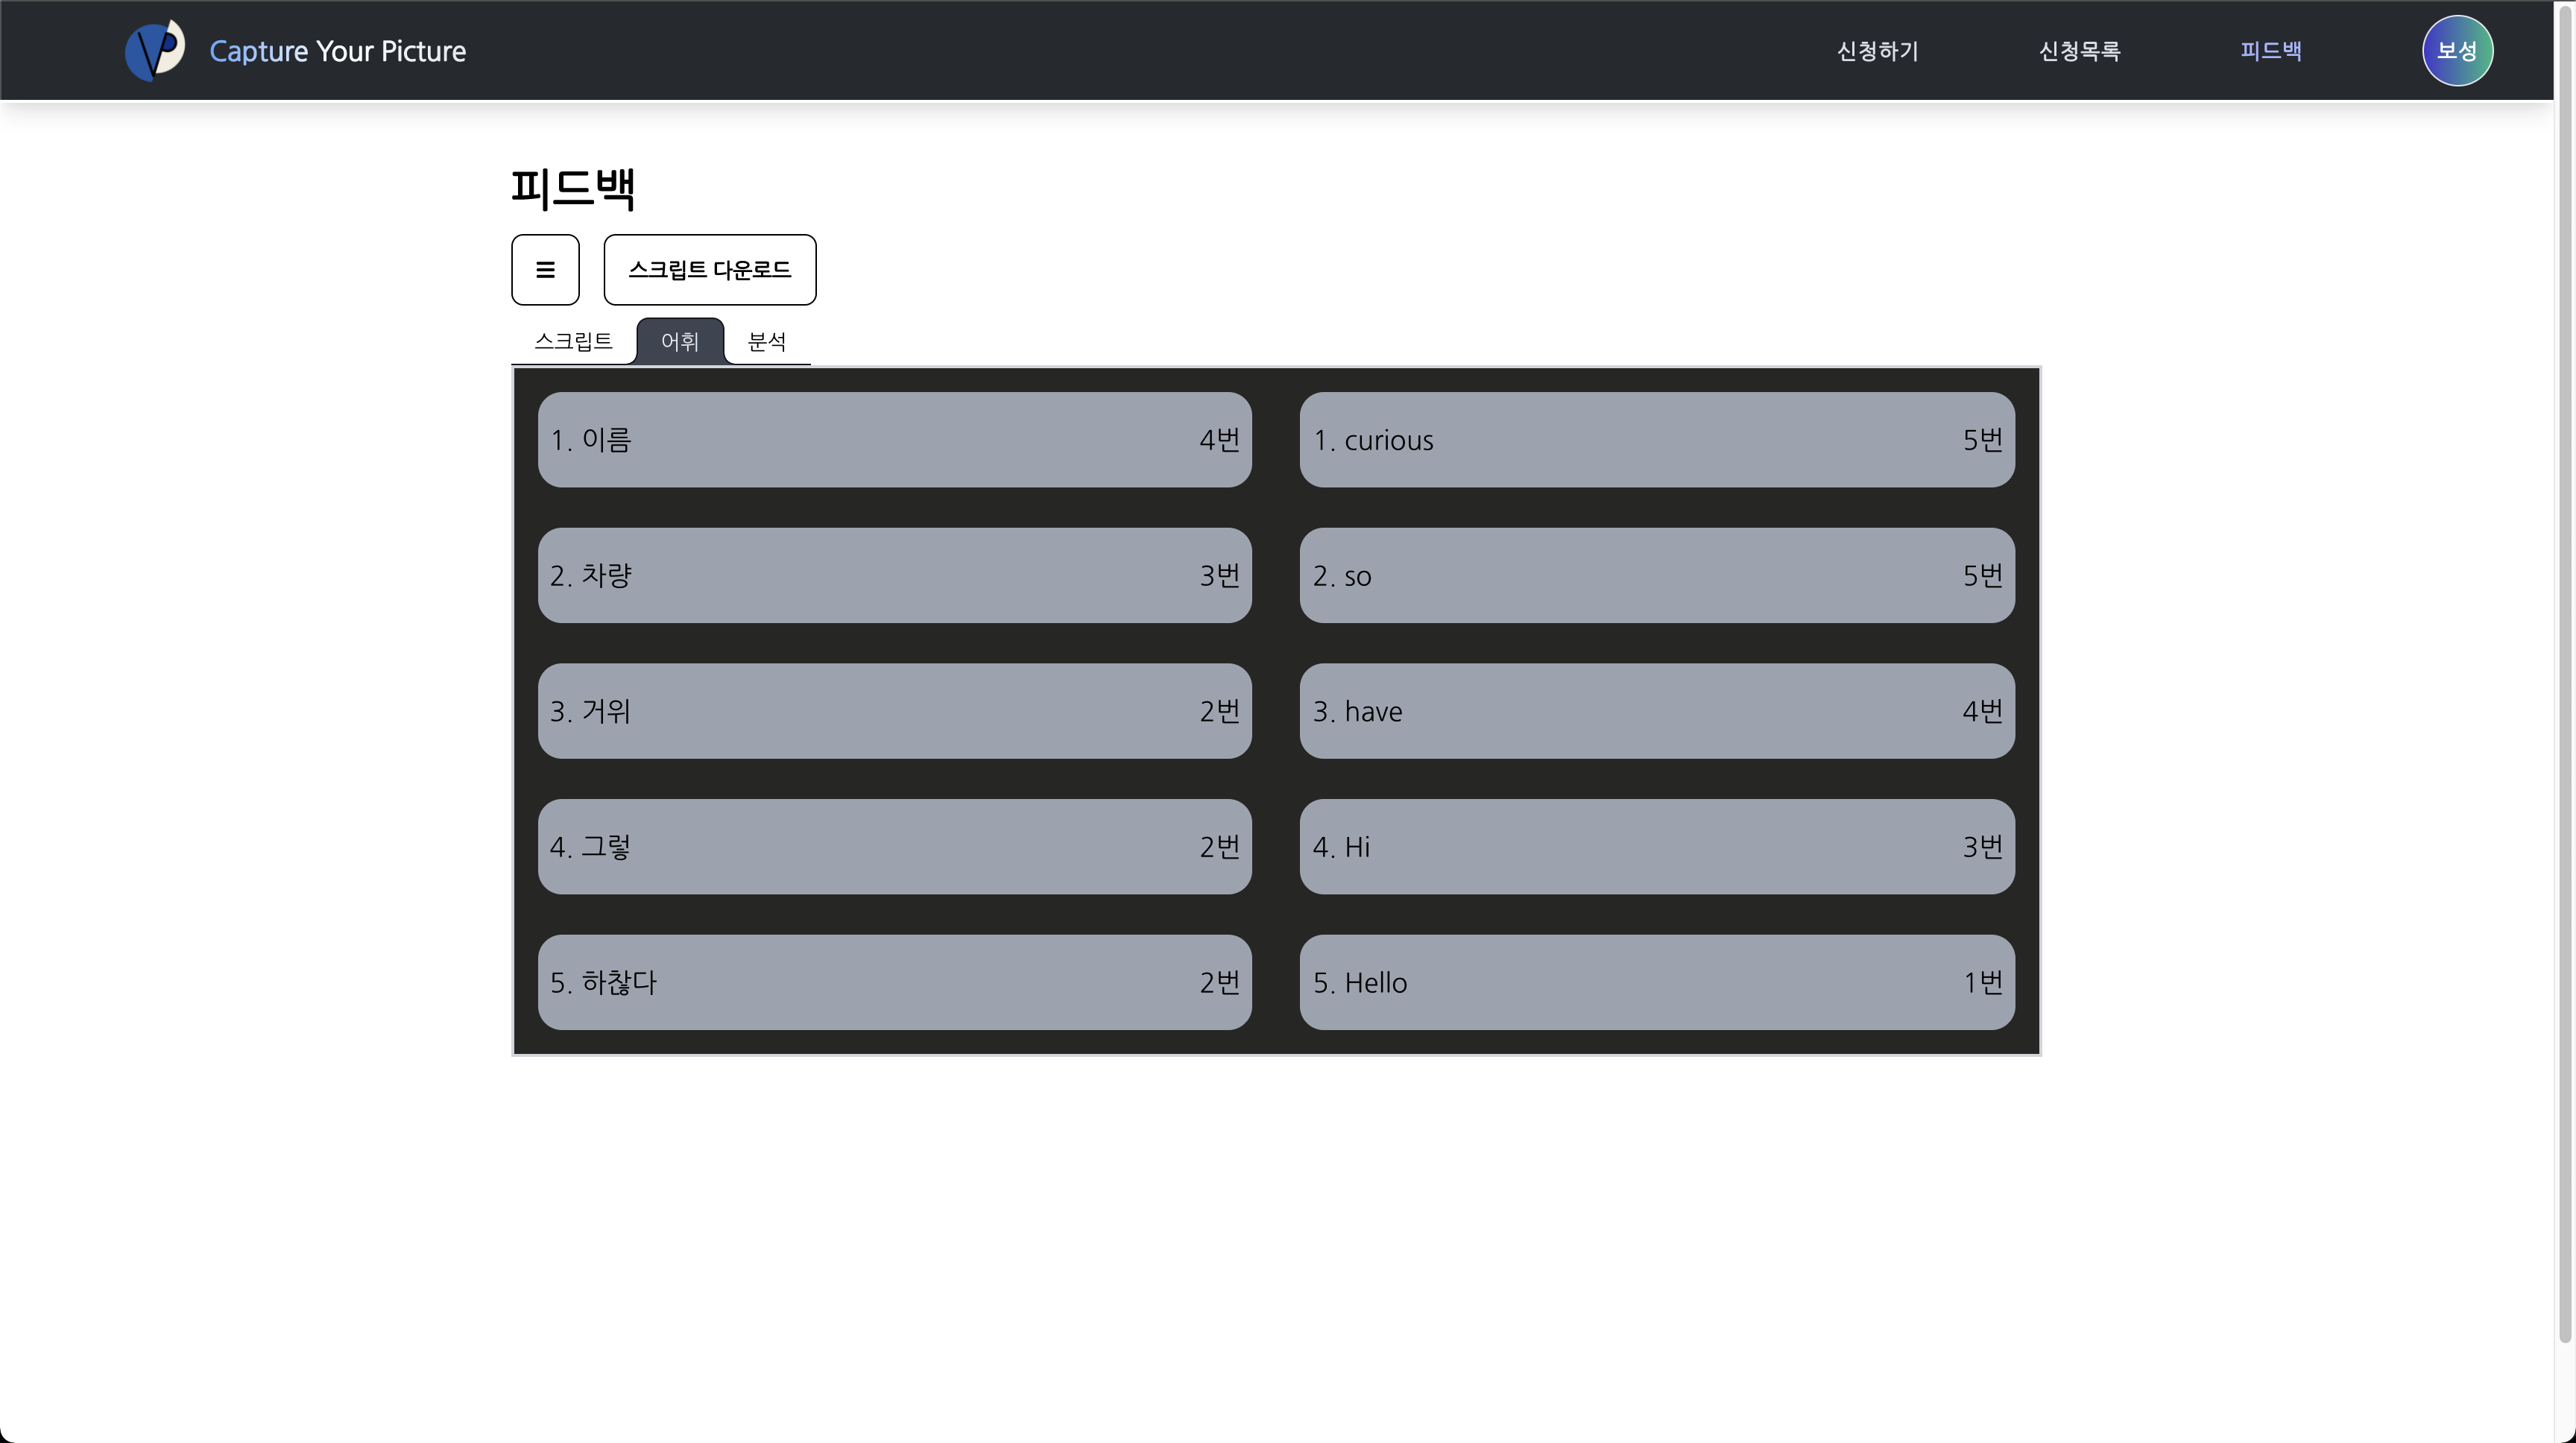 Capture Your Picture
신청하기 신청목록 피드백 보성
피드백
스크립트 다운로드
스크립트 어휘 분석
1. 이름 4번
1. curious 5번
2. 차량 3번
2. so 5번
3. 거위 2번
3. have 4번
4. 그렇 2번
4. Hi 3번
5. 하찮다 2번
5. Hello 1번